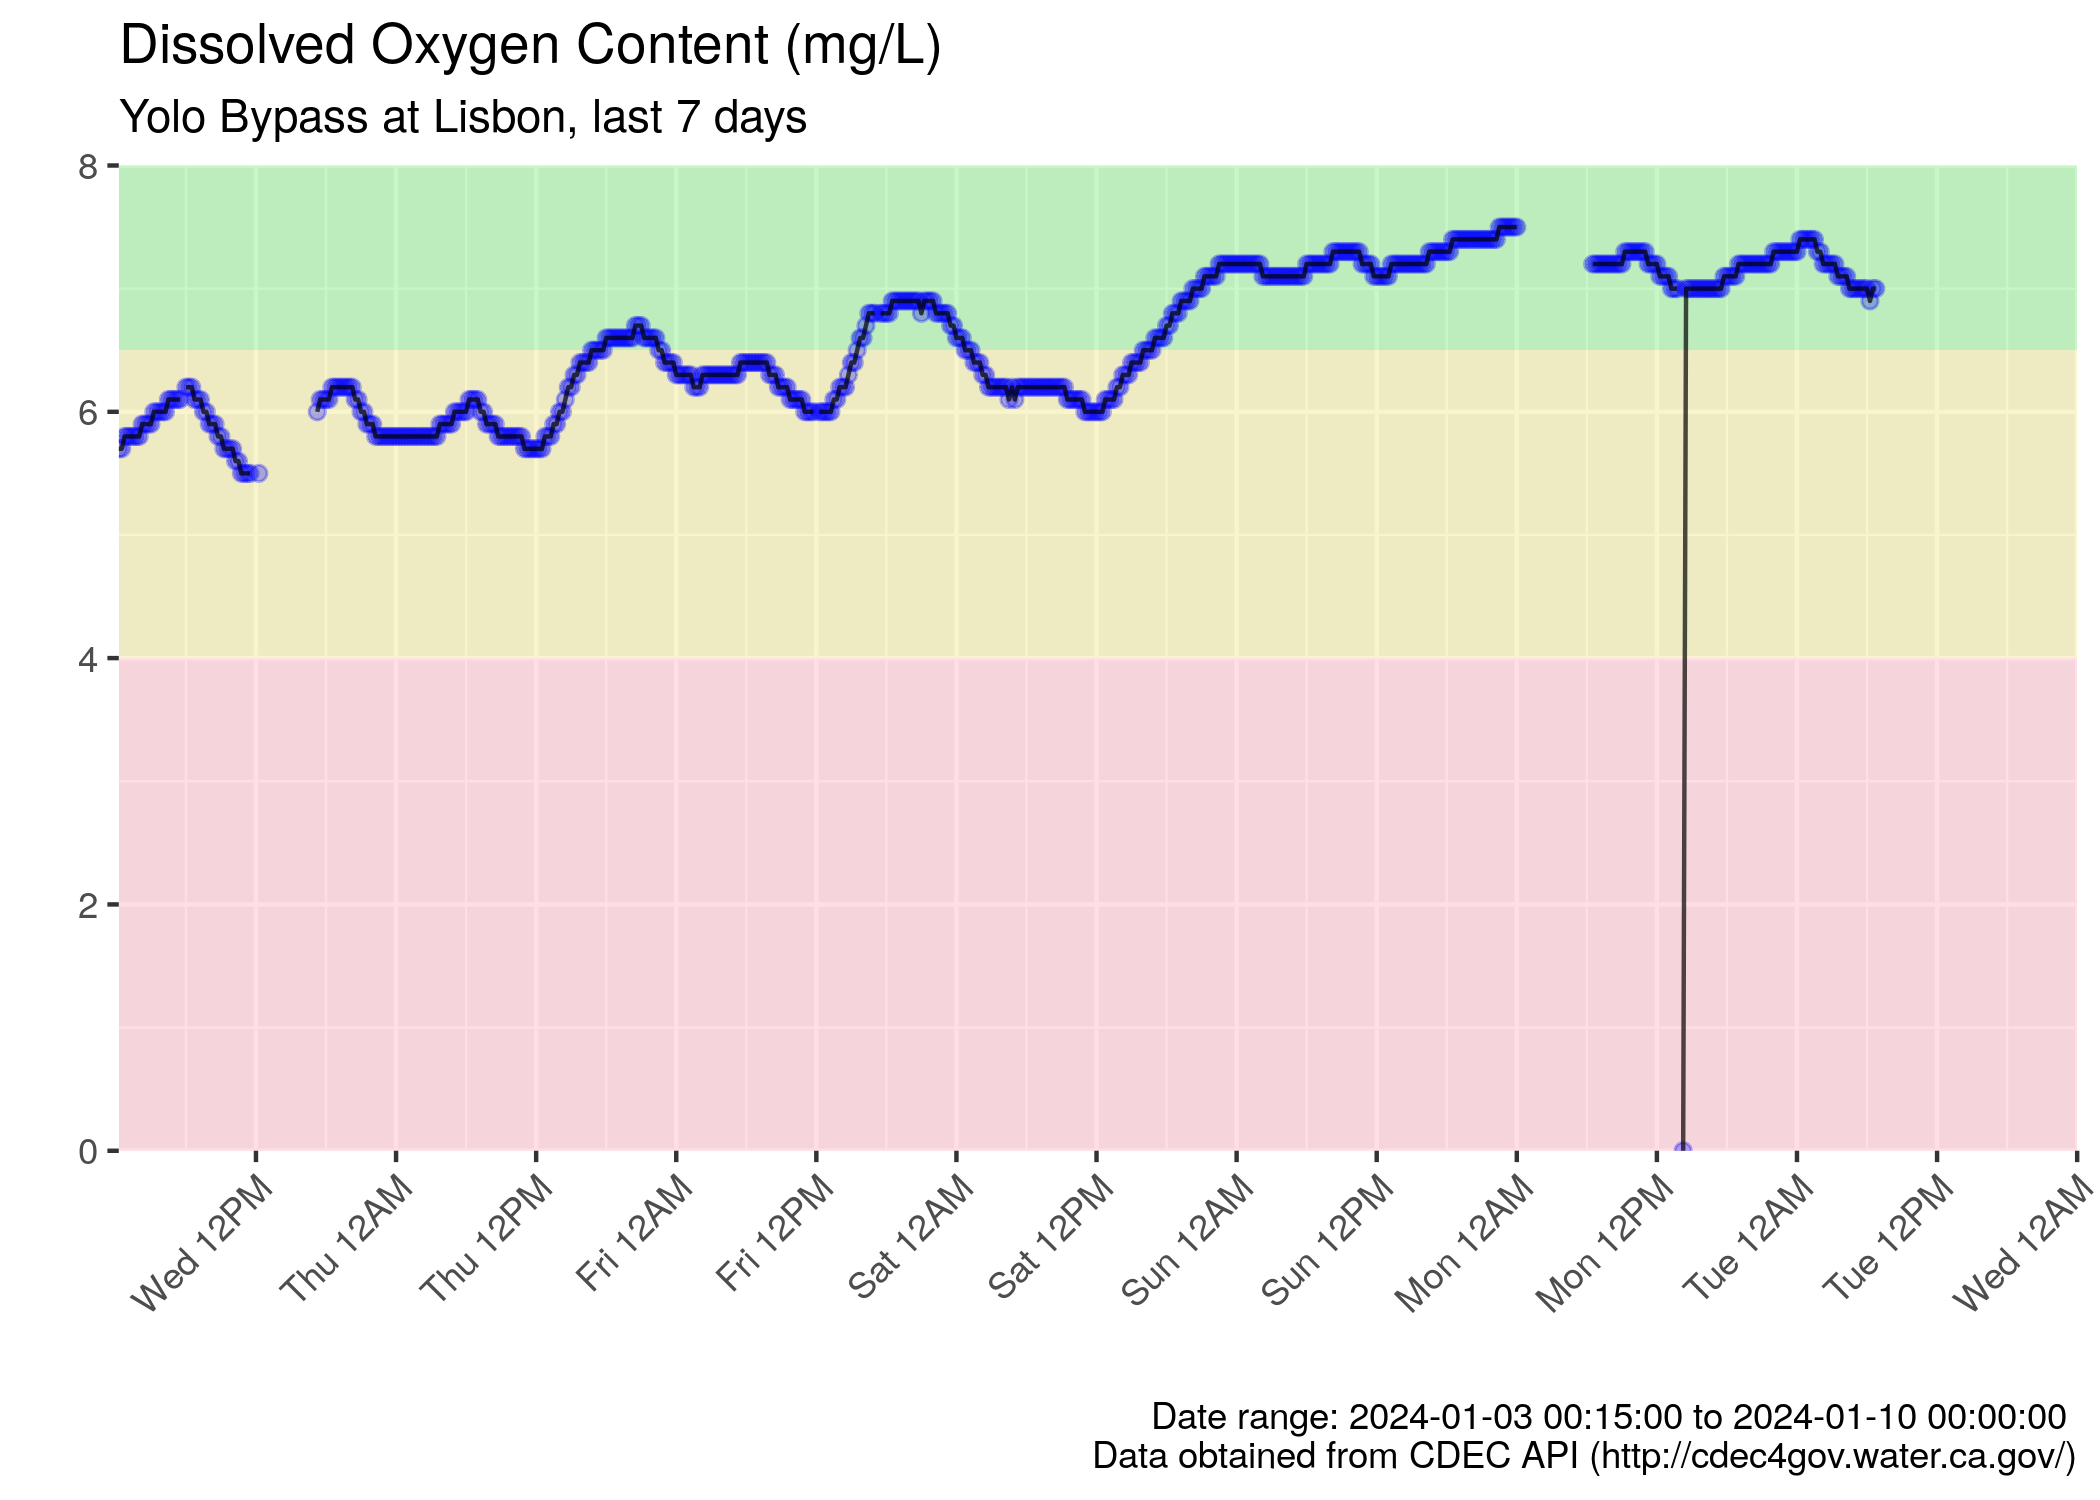 Dissolved Oxygen Content (mg/L)
Yolo Bypass at Lisbon, last 7 days
8
6
4
2
0
Wed 12PM
Thu 12AM
Thu 12PM
Fri 12AM
Fri 12PM
Sat 12AM
Sat 12PM
Sun 12AM
Sun 12PM
Mon 12AM
Mon 12PM
Tue 12AM
Tue 12PM
Wed 12AM
Date range: 2024-01-03 00:15:00 to 2024-01-10 00:00:00
Data obtained from CDEC API (http://cdec4gov.water.ca.gov/)